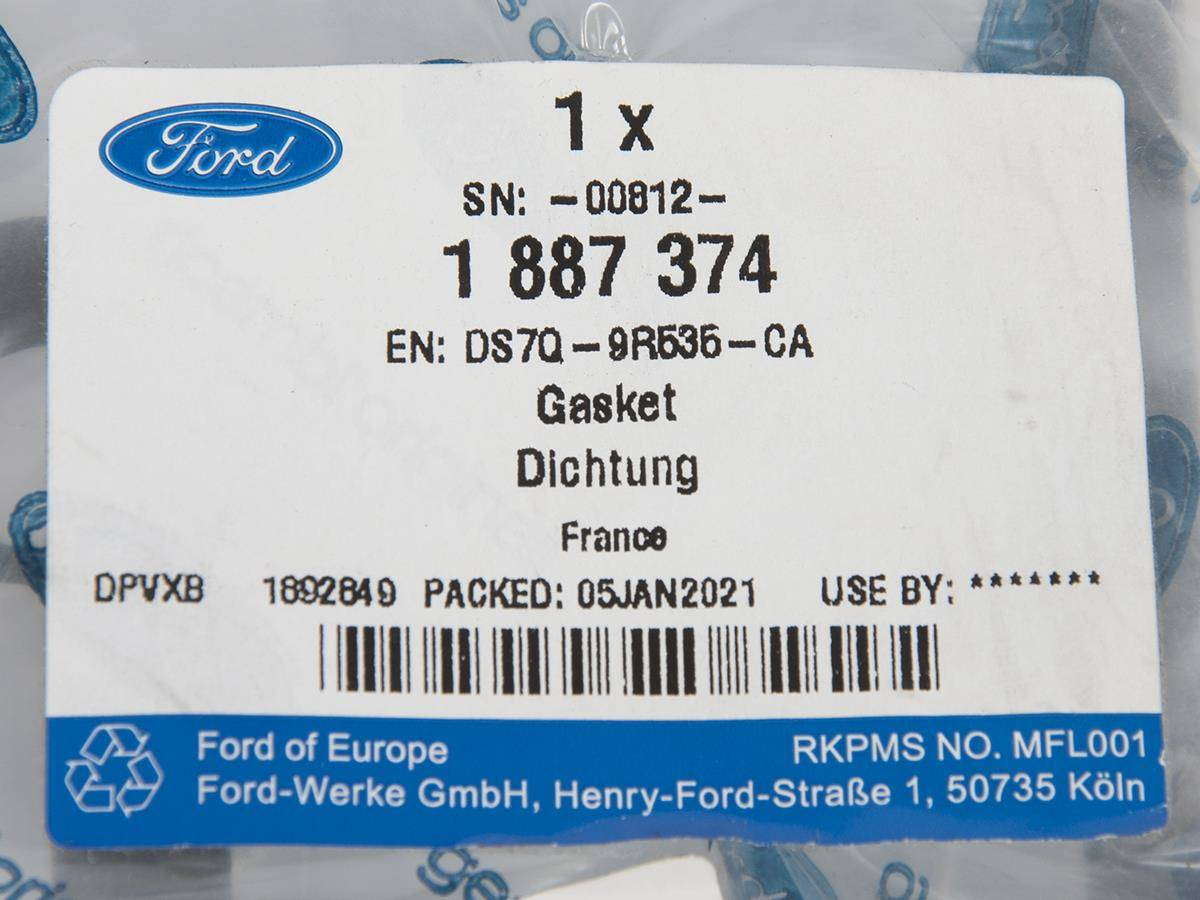 Ford
1 x
SN: -00812-
1 887 374
EN: DS7Q-9R535-CA
Gasket
Dichtung
France
DPVXB 1892849 PACKED: 05JAN2021 USE BY: *******
Ford of Europe
RKPMS NO. MFL001
Ford-Werke GmbH, Henry-Ford-Straße 1, 50735 Köln